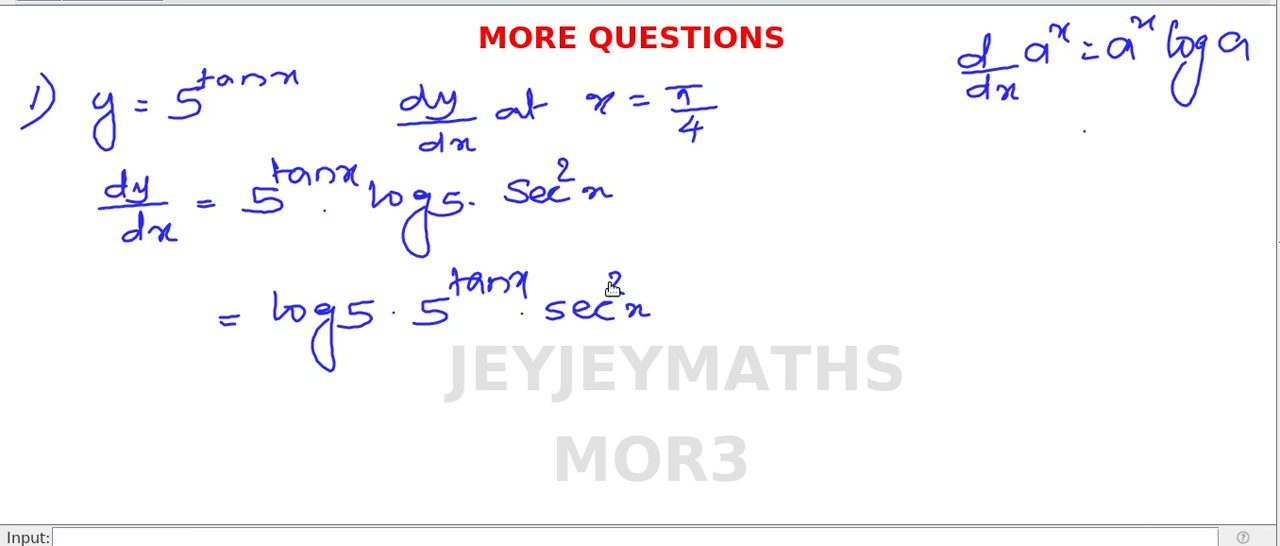 MORE QUESTIONS
d/dx a^x = a^x log a
1) y = 5^tanx dy/dx at x = π/4
dy/dx = 5^tanx . log5 . Sec²x
= log5 . 5^tanx . sec²x
JEYJEYMATHS
MOR3
Input: